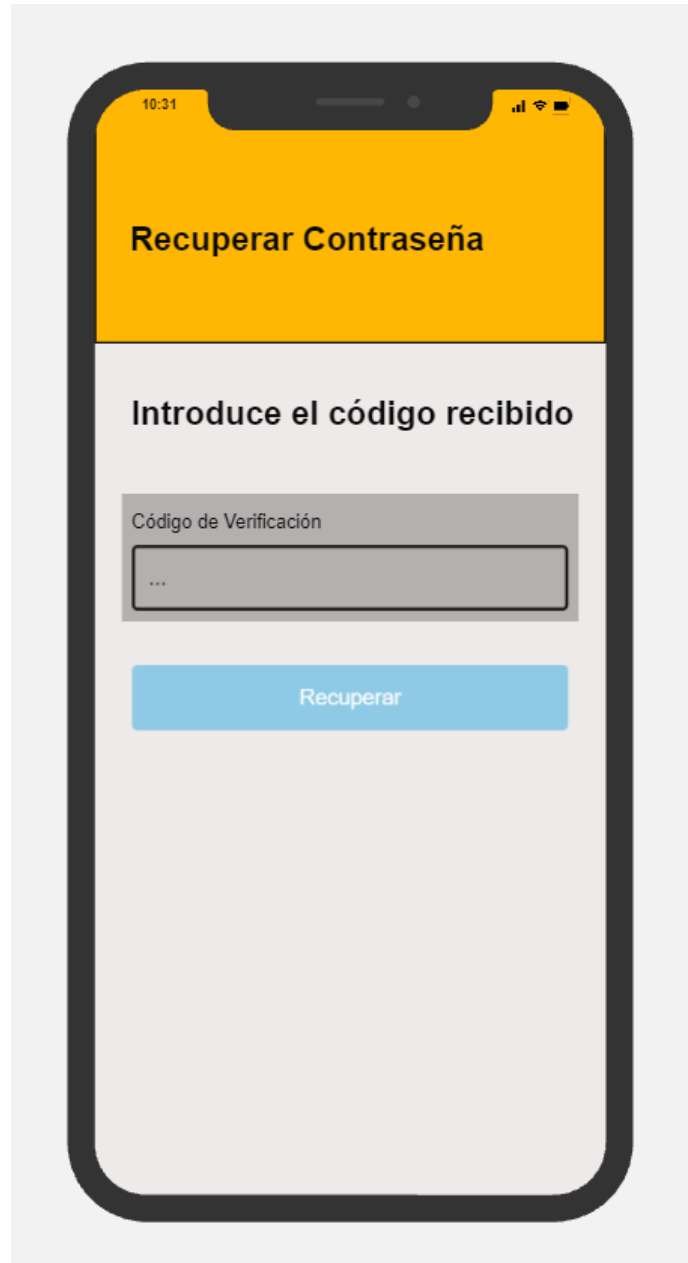 10:31
Recuperar Contraseña
Introduce el código recibido
Código de Verificación
...
Recuperar